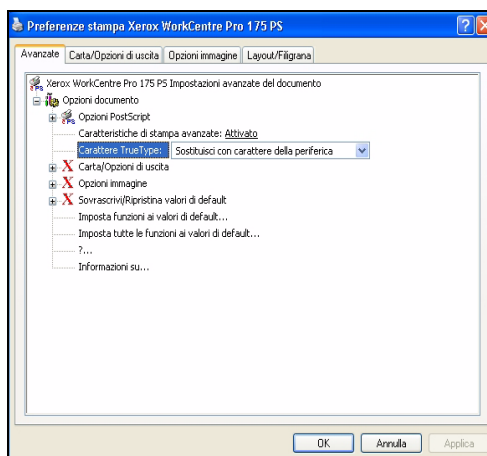 Preferenze stampa Xerox WorkCentre Pro 175 PS
Avanzate Carta/Opzioni di uscita Opzioni immagine Layout/Filigrana
Xerox WorkCentre Pro 175 PS Impostazioni avanzate del documento
Opzioni documento
Opzioni PostScript
Caratteristiche di stampa avanzate: Attivato
Carattere TrueType: Sostituisci con carattere della periferica
Carta/Opzioni di uscita
Opzioni immagine
Sovrascrivi/Ripristina valori di default
Imposta funzioni ai valori di default...
Imposta tutte le funzioni ai valori di default...
?...
Informazioni su...
OK Annulla Applica